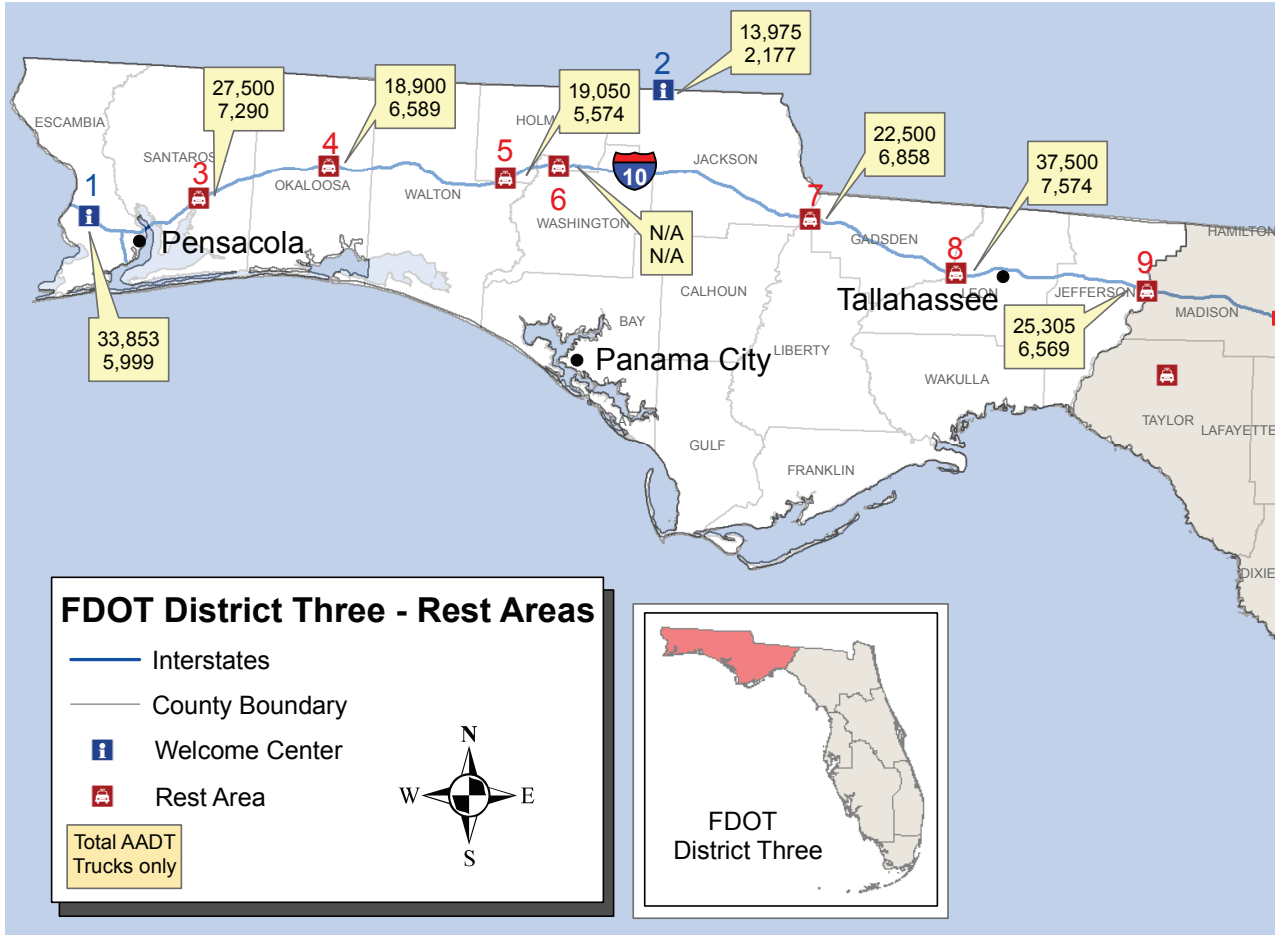 13,975
2,177
2
27,500
7,290
18,900
6,589
19,050
5,574
ESCAMBIA
SANTAROS
HOLM
22,500
6,858
37,500
7,574
1
3
4
OKALOOSA
WALTON
5
6
WASHINGTON
10
JACKSON
7
GADSDEN
8
LEON
JEFFERSON
9
HAMILTON
MADISON
Pensacola
N/A
N/A
Tallahassee
CALHOUN
25,305
6,569
33,853
5,999
BAY
Panama City
LIBERTY
WAKULLA
TAYLOR
LAFAYETTE
BAY
GULF
FRANKLIN
DIXIE
FDOT District Three - Rest Areas
Interstates
County Boundary
Welcome Center
Rest Area
Total AADT
Trucks only
N
W
E
S
FDOT
District Three